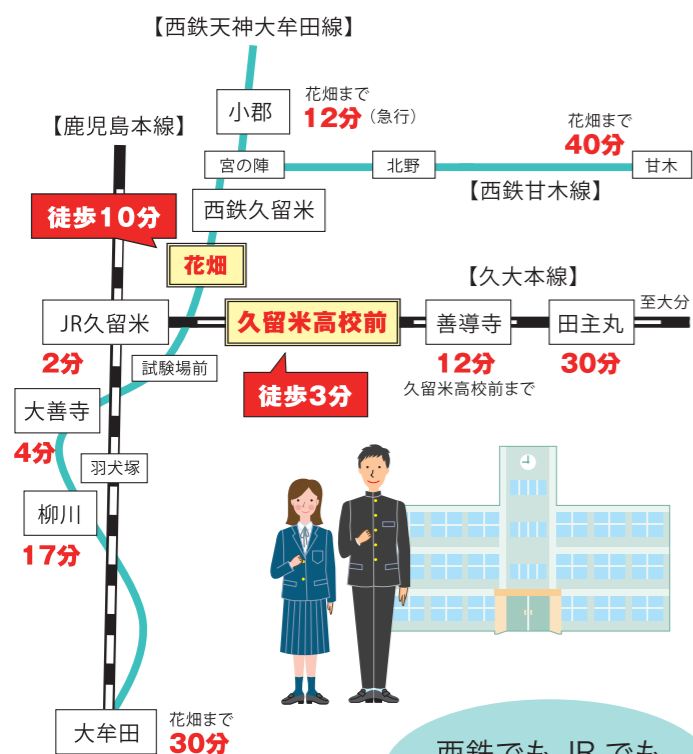 【西鉄天神大牟田線】
小郡
花畑まで
12分（急行）
【鹿児島本線】
花畑まで
40分
宮の陣
北野
甘木
【西鉄甘木線】
西鉄久留米
徒歩10分
花畑
【久大本線】
至大分
JR久留米
久留米高校前
善導寺
田主丸
2分
試験場前
徒歩3分
12分
30分
久留米高校前まで
大善寺
4分
羽犬塚
柳川
17分
大牟田
花畑まで
30分
西鉄でも JR でも